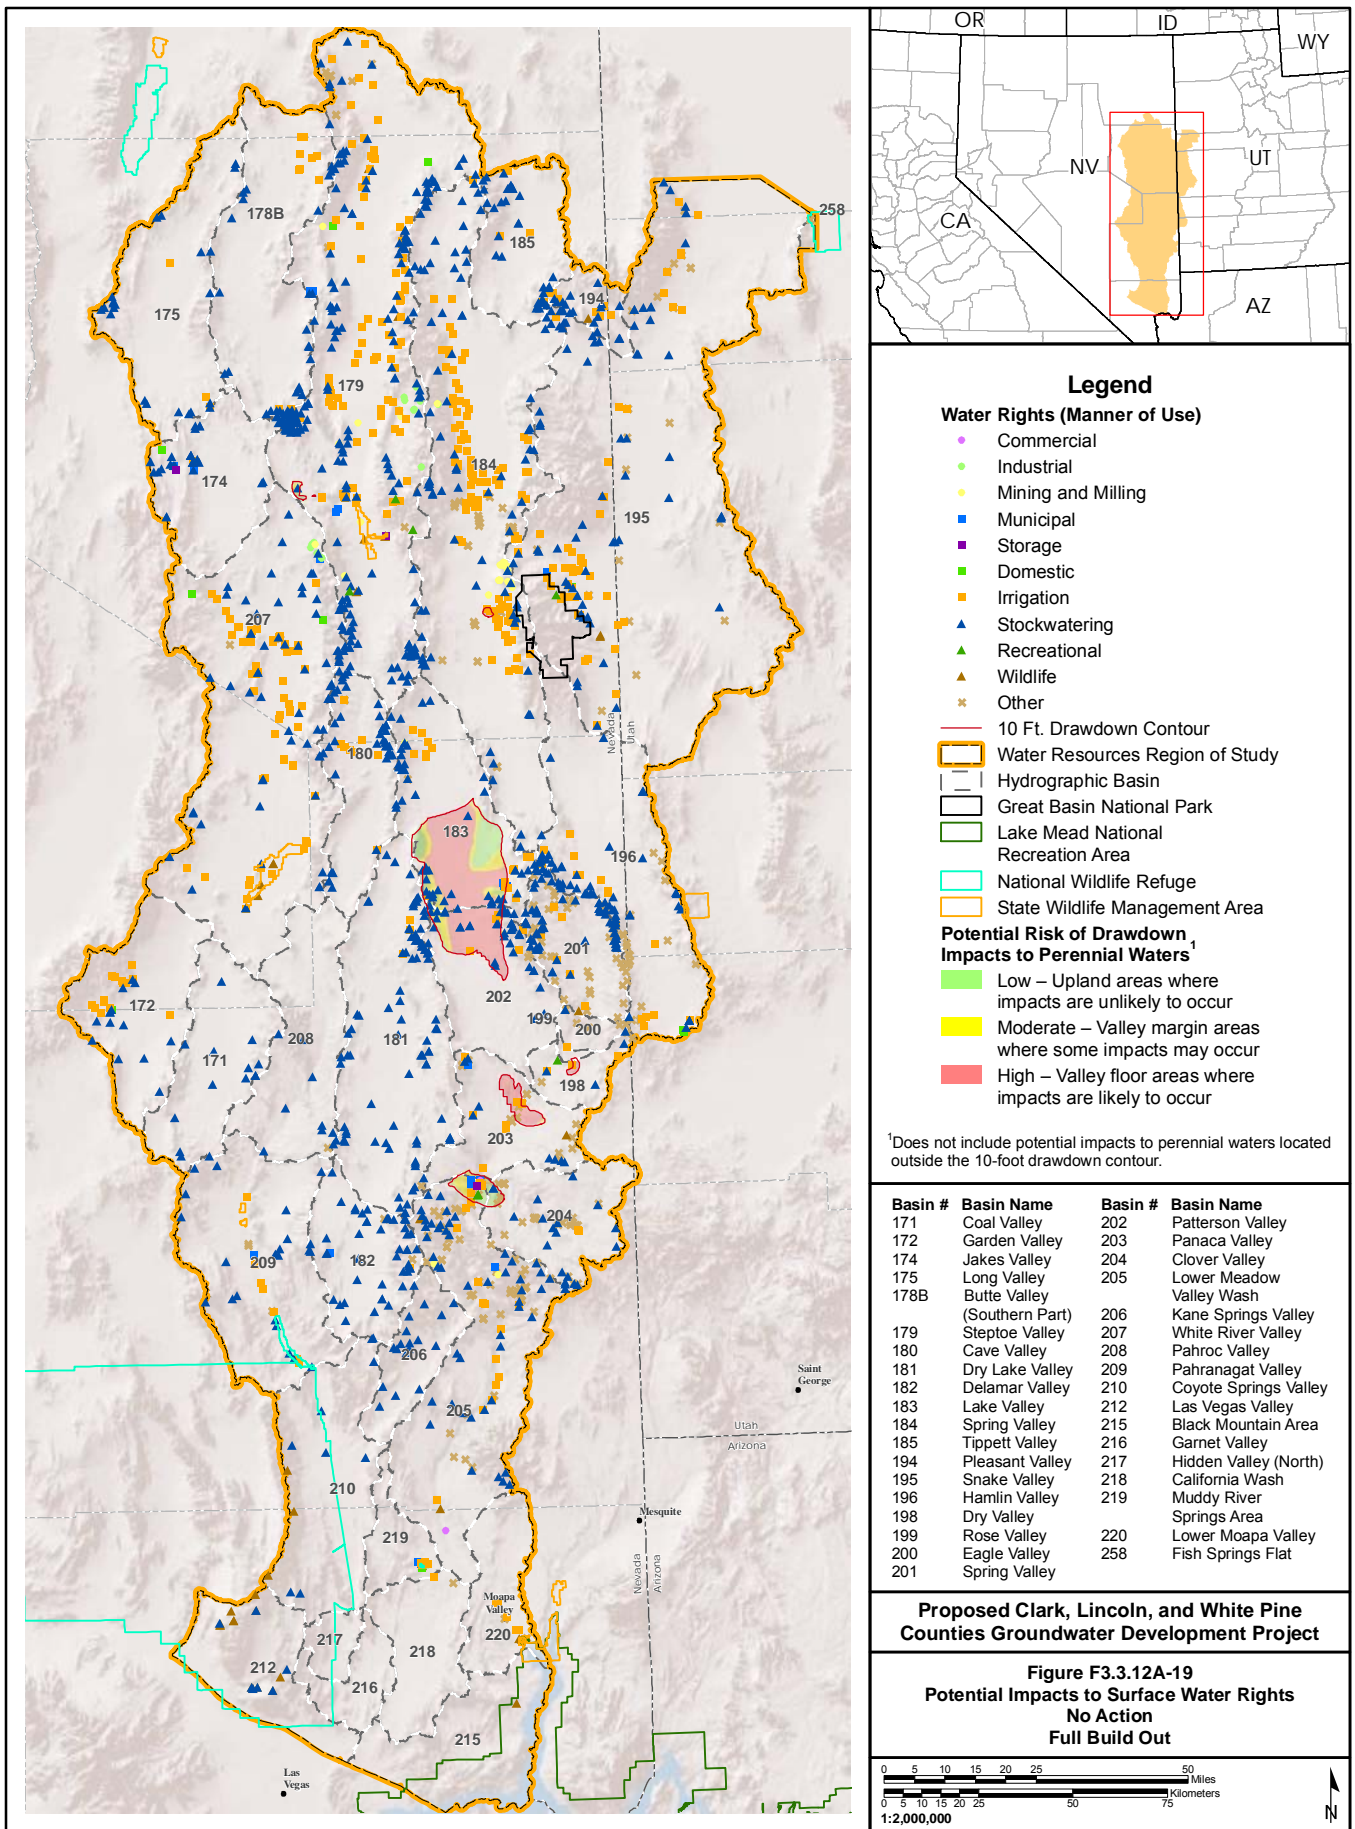 OR
ID
WY
NV
UT
CA
AZ
258
178B
185
194
175
179
184
174
195
207
Nevada
Utah
180
183
196
201
172
202
199
200
208
181
171
198
203
204
209
182
206
Saint
George
205
Utah
Arizona
210
Mesquite
219
Nevada
Arizona
Moapa
Valley
220
217
218
212
216
215
Las
Vegas
Legend
Water Rights (Manner of Use)
Commercial
Industrial
Mining and Milling
Municipal
Storage
Domestic
Irrigation
Stockwatering
Recreational
Wildlife
Other
10 Ft. Drawdown Contour
Water Resources Region of Study
Hydrographic Basin
Great Basin National Park
Lake Mead National
Recreation Area
National Wildlife Refuge
State Wildlife Management Area
Potential Risk of Drawdown
Impacts to Perennial Waters1
Low – Upland areas where
impacts are unlikely to occur
Moderate – Valley margin areas
where some impacts may occur
High – Valley floor areas where
impacts are likely to occur
1Does not include potential impacts to perennial waters located
outside the 10-foot drawdown contour.
Basin # Basin Name Basin # Basin Name
171 Coal Valley 202 Patterson Valley
172 Garden Valley 203 Panaca Valley
174 Jakes Valley 204 Clover Valley
175 Long Valley 205 Lower Meadow
178B Butte Valley Valley Wash
(Southern Part) 206 Kane Springs Valley
179 Steptoe Valley 207 White River Valley
180 Cave Valley 208 Pahroc Valley
181 Dry Lake Valley 209 Pahranagat Valley
182 Delamar Valley 210 Coyote Springs Valley
183 Lake Valley 212 Las Vegas Valley
184 Spring Valley 215 Black Mountain Area
185 Tippett Valley 216 Garnet Valley
194 Pleasant Valley 217 Hidden Valley (North)
195 Snake Valley 218 California Wash
196 Hamlin Valley 219 Muddy River
198 Dry Valley Springs Area
199 Rose Valley 220 Lower Moapa Valley
200 Eagle Valley 258 Fish Springs Flat
201 Spring Valley
Proposed Clark, Lincoln, and White Pine
Counties Groundwater Development Project
Figure F3.3.12A-19
Potential Impacts to Surface Water Rights
No Action
Full Build Out
0 5 10 15 20 25 50
Miles
Kilometers
0 5 10 15 20 25 50 75
1:2,000,000
N